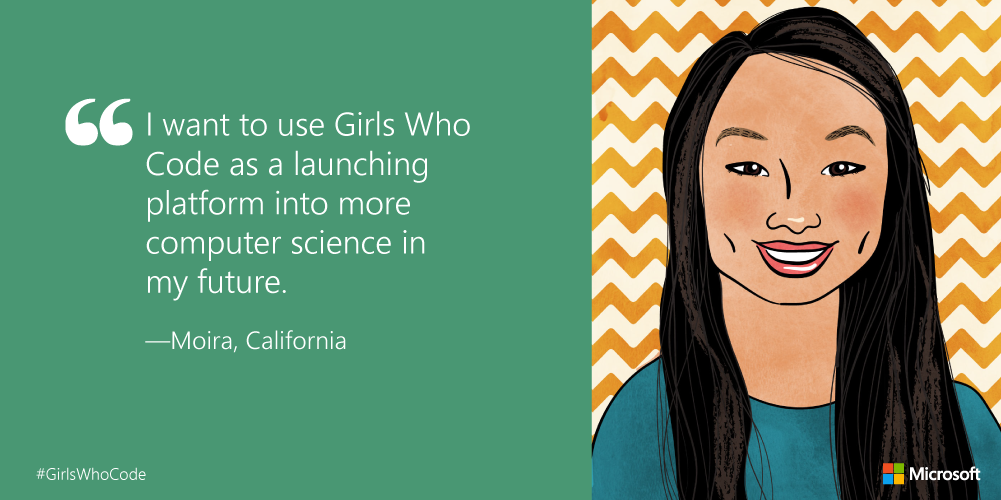 “ I want to use Girls Who
Code as a launching
platform into more
computer science in
my future.
—Moira, California
#GirlsWhoCode
Microsoft